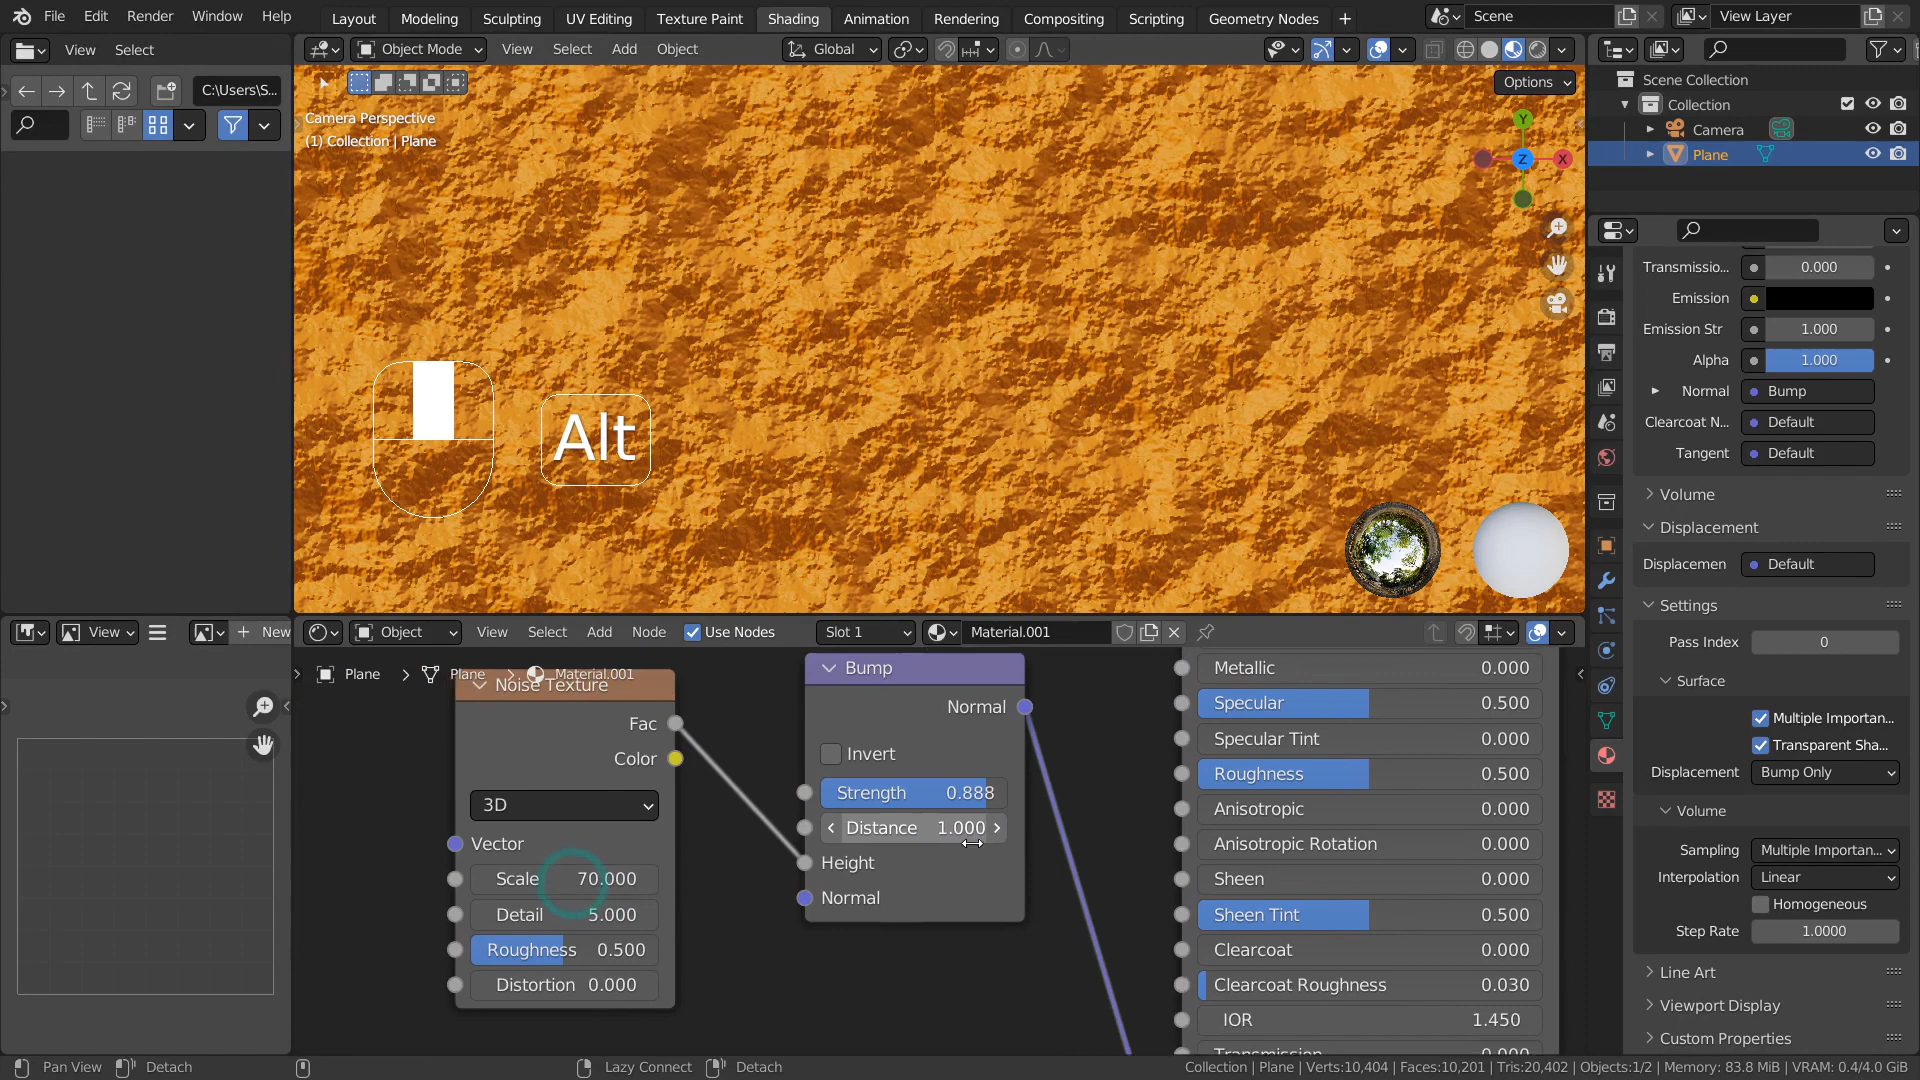 File Edit Render Window Help
Layout Modeling Sculpting UV Editing Texture Paint Shading Animation Rendering Compositing Scripting Geometry Nodes +
Scene
View Layer
View Select
Object Mode View Select Add Object
Global
C:\Users\S...
Options
Camera Perspective
(1) Collection | Plane
Y
Z
X
Alt
Scene Collection
Collection
Camera
Plane
Transmissio... 0.000
Emission
Emission Str 1.000
Alpha 1.000
Normal Bump
Clearcoat N... Default
Tangent Default
Volume
Displacement
Displacemen Default
Settings
Pass Index 0
Surface
Multiple Importan...
Transparent Sha...
Displacement Bump Only
Volume
Sampling Multiple Importan...
Interpolation Linear
Homogeneous
Step Rate 1.0000
Line Art
Viewport Display
Custom Properties
View + New
Object View Select Add Node Use Nodes Slot 1 Material.001
Plane > Plane > Material.001
Noise Texture
Fac
Color
3D
Vector
Scale 70.000
Detail 5.000
Roughness 0.500
Distortion 0.000
Bump
Normal
Invert
Strength 0.888
Distance 1.000
Height
Normal
Metallic 0.000
Specular 0.500
Specular Tint 0.000
Roughness 0.500
Anisotropic 0.000
Anisotropic Rotation 0.000
Sheen 0.000
Sheen Tint 0.500
Clearcoat 0.000
Clearcoat Roughness 0.030
IOR 1.450
Transmission 0.000
Pan View Detach Lazy Connect Detach
Collection | Plane | Verts:10,404 | Faces:10,201 | Tris:20,402 | Objects:1/2 | Memory: 83.8 MiB | VRAM: 0.4/4.0 GiB